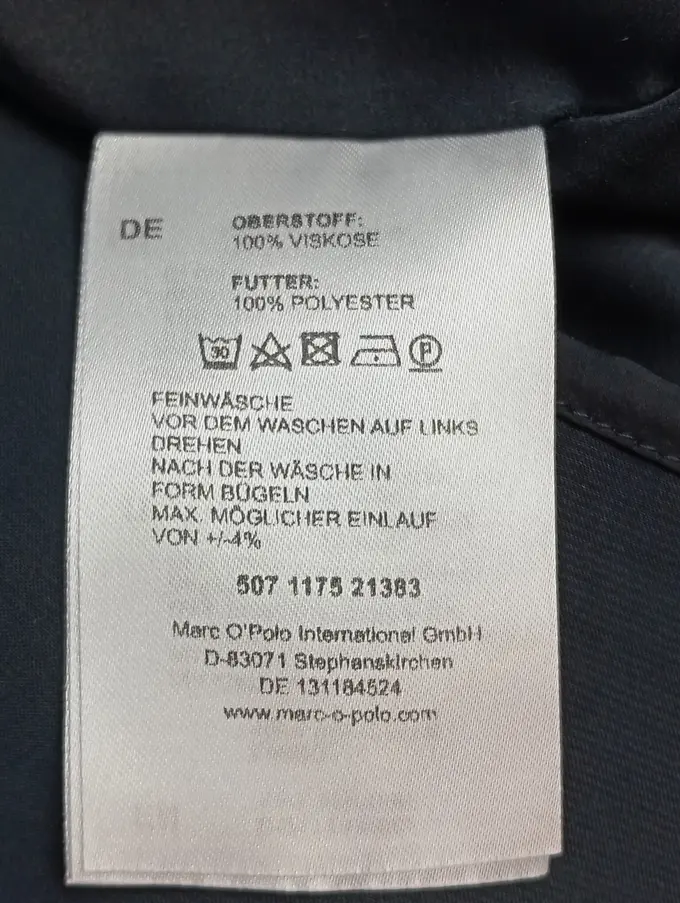 DE
OBERSTOFF:
100% VISKOSE
FUTTER:
100% POLYESTER
30
P
FEINWÄSCHE
VOR DEM WASCHEN AUF LINKS
DREHEN
NACH DER WÄSCHE IN
FORM BÜGELN
MAX. MÖGLICHER EINLAUF
VON +/-4%
507 1175 21383
Marc O'Polo International GmbH
D-83071 Stephanskirchen
DE 131184524
www.marc-o-polo.com